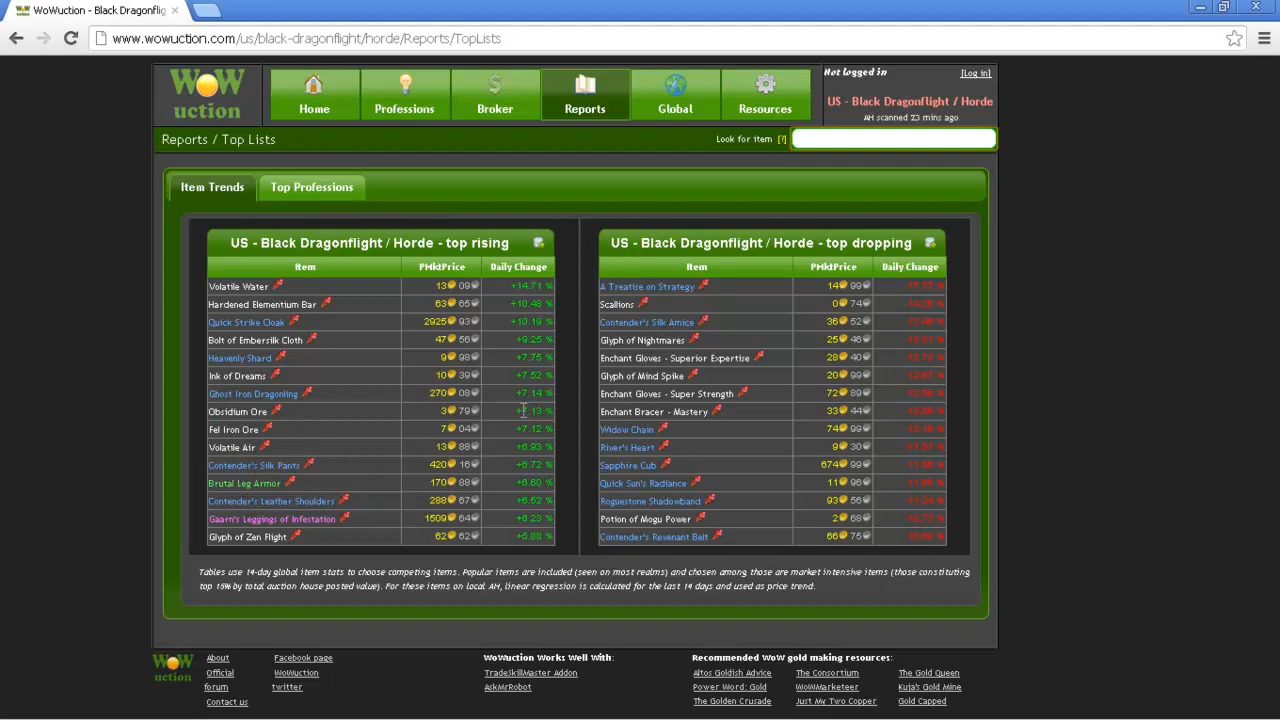 WoWuction - Black Dragonflig
www.wowuction.com/us/black-dragonflight/horde/Reports/TopLists
WoW
uction
Home
Professions
Broker
Reports
Global
Resources
Not logged in
[Log in]
US - Black Dragonflight / Horde
AH scanned 23 mins ago
Reports / Top Lists
Look for item [?]
Item Trends
Top Professions
US - Black Dragonflight / Horde - top rising
Item PMktPrice Daily Change
Volatile Water 13 09 +14.71 %
Hardened Elementium Bar 63 65 +10.48 %
Quick Strike Cloak 2925 93 +10.19 %
Bolt of Embersilk Cloth 47 56 +9.25 %
Heavenly Shard 9 98 +7.75 %
Ink of Dreams 10 39 +7.52 %
Ghost Iron Dragonling 270 08 +7.14 %
Obsidium Ore 3 79 13 %
Fel Iron Ore 7 04 +7.12 %
Volatile Air 13 88 +6.93 %
Contender's Silk Pants 420 16 +6.72 %
Brutal Leg Armor 170 88 +6.60 %
Contender's Leather Shoulders 288 67 +6.52 %
Gaarn's Leggings of Infestation 1509 64 +6.23 %
Glyph of Zen Flight 62 62 +5.88 %
US - Black Dragonflight / Horde - top dropping
Item PMktPrice Daily Change
A Treatise on Strategy 14 99
Scallions 0 74
Contender's Silk Amice 36 52
Glyph of Nightmares 25 46
Enchant Gloves - Superior Expertise 28 40
Glyph of Mind Spike 20 99
Enchant Gloves - Super Strength 72 89
Enchant Bracer - Mastery 33 44
Widow Chain 74 99
River's Heart 9 30
Sapphire Cub 674 99
Quick Sun's Radiance 11 96
Roguestone Shadowband 93 56
Potion of Mogu Power 2 68
Contender's Revenant Belt 66 75
Tables use 14-day global item stats to choose competing items. Popular items are included (seen on most realms) and chosen among those are market intensive items (those constituting
top 15% by total auction house posted value). For these items on local AH, linear regression is calculated for the last 14 days and used as price trend.
WoW
uction
About
Official
forum
Contact us
Facebook page
WoWuction
twitter
WoWuction Works Well With:
TradeSkillMaster Addon
AskMrRobot
Recommended WoW gold making resources:
Altos Goldish Advice
The Consortium
The Gold Queen
Power Word: Gold
WoWMarketeer
Kuja's Gold Mine
The Golden Crusade
Just My Two Copper
Gold Capped